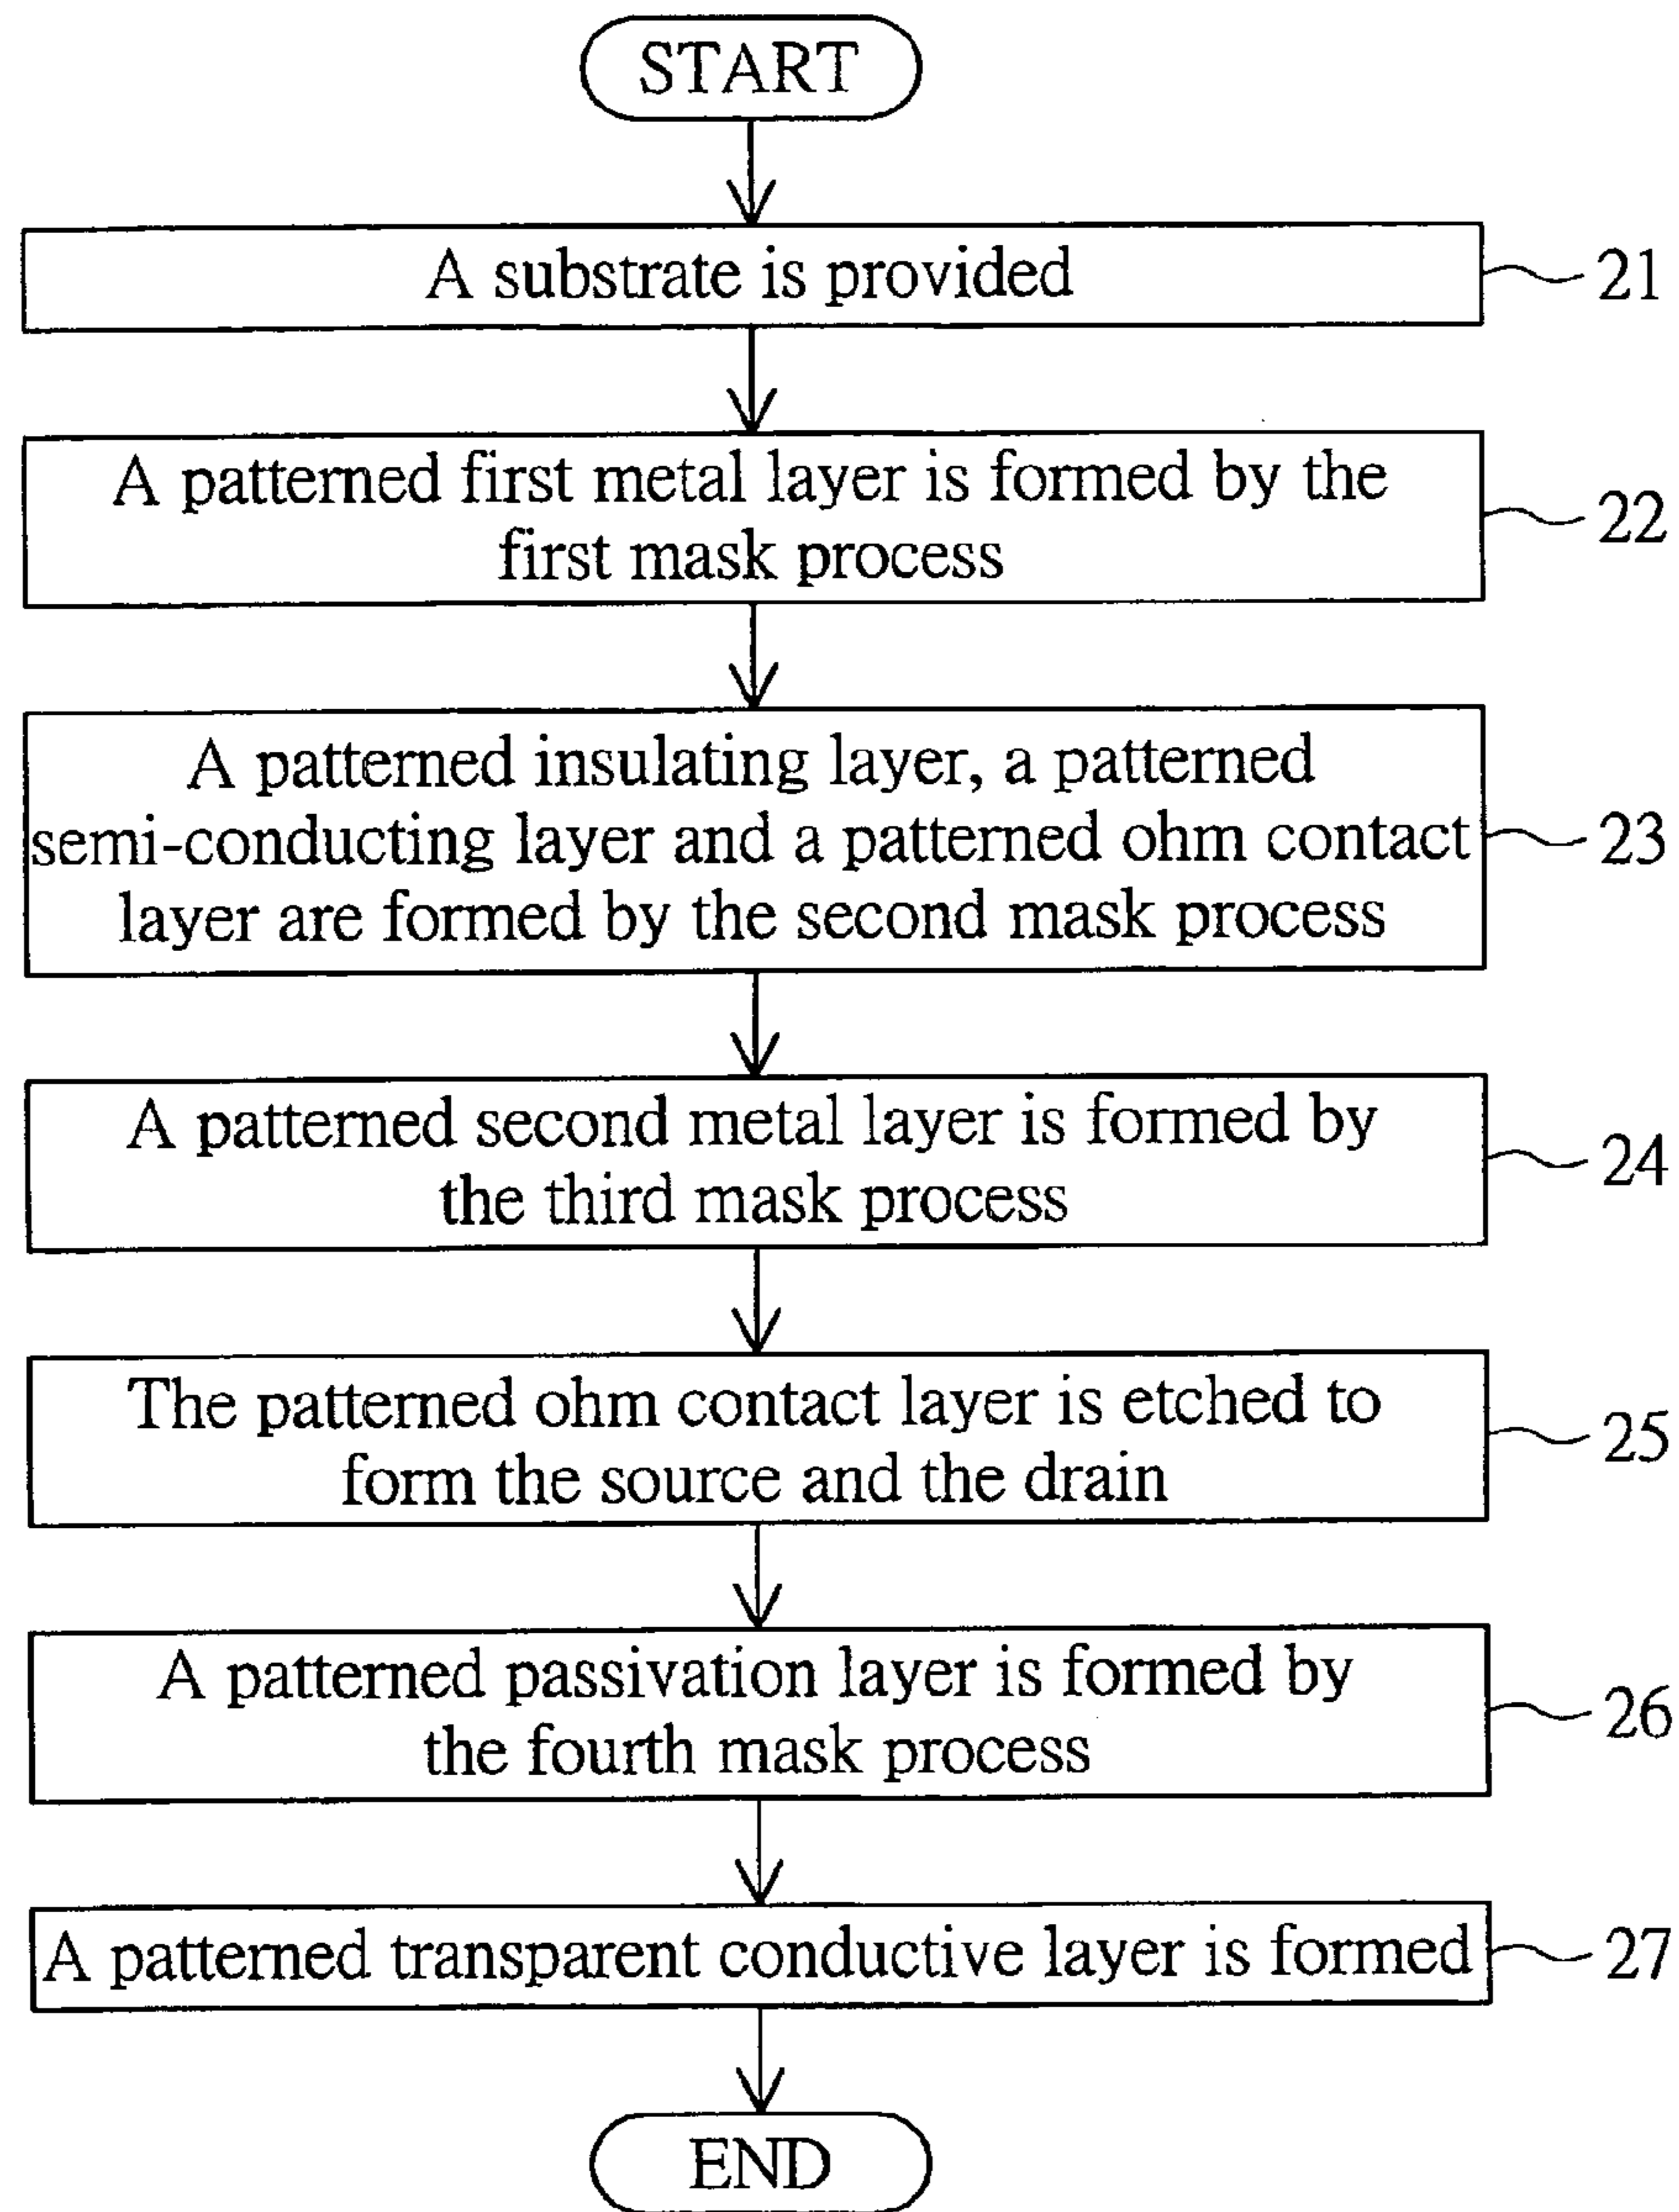 START
A substrate is provided
21
A patterned first metal layer is formed by the
first mask process
22
A patterned insulating layer, a patterned
semi-conducting layer and a patterned ohm contact
layer are formed by the second mask process
23
A patterned second metal layer is formed by
the third mask process
24
The patterned ohm contact layer is etched to
form the source and the drain
25
A patterned passivation layer is formed by
the fourth mask process
26
A patterned transparent conductive layer is formed
27
END